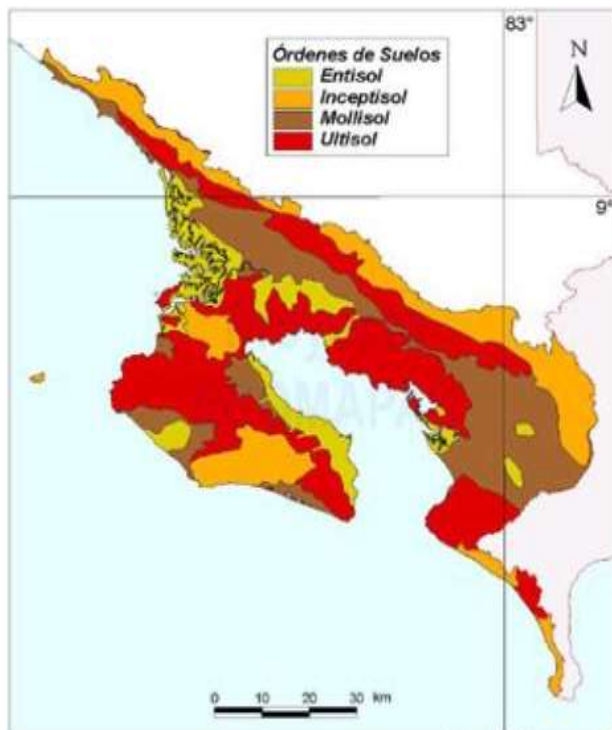 83°
N
Órdenes de Suelos
Entisol
Inceptisol
Mollisol
Ultisol
9°
0 10 20 30 km